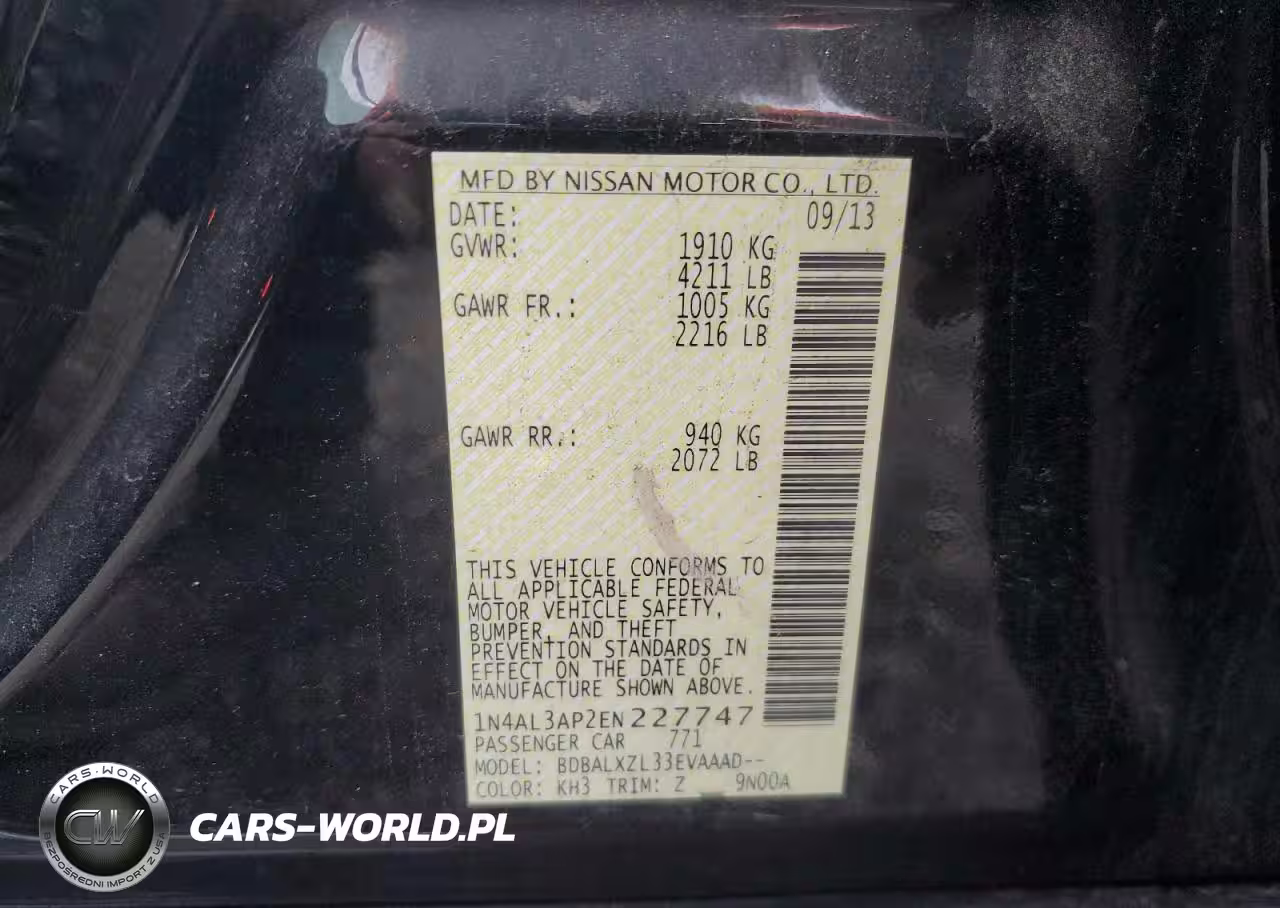 MFD BY NISSAN MOTOR CO., LTD.
DATE: 09/13
GVWR: 1910 KG
4211 LB
GAWR FR.: 1005 KG
2216 LB
GAWR RR.: 940 KG
2072 LB
THIS VEHICLE CONFORMS TO
ALL APPLICABLE FEDERAL
MOTOR VEHICLE SAFETY,
BUMPER, AND THEFT
PREVENTION STANDARDS IN
EFFECT ON THE DATE OF
MANUFACTURE SHOWN ABOVE.
1N4AL3AP2EN227747
PASSENGER CAR 771
MODEL: BDBALXZL33EVAAAD--
COLOR: KH3 TRIM: Z 9N00A
CARS-WORLD
CW
BEZPOŚREDNI IMPORT Z USA
CARS-WORLD.PL